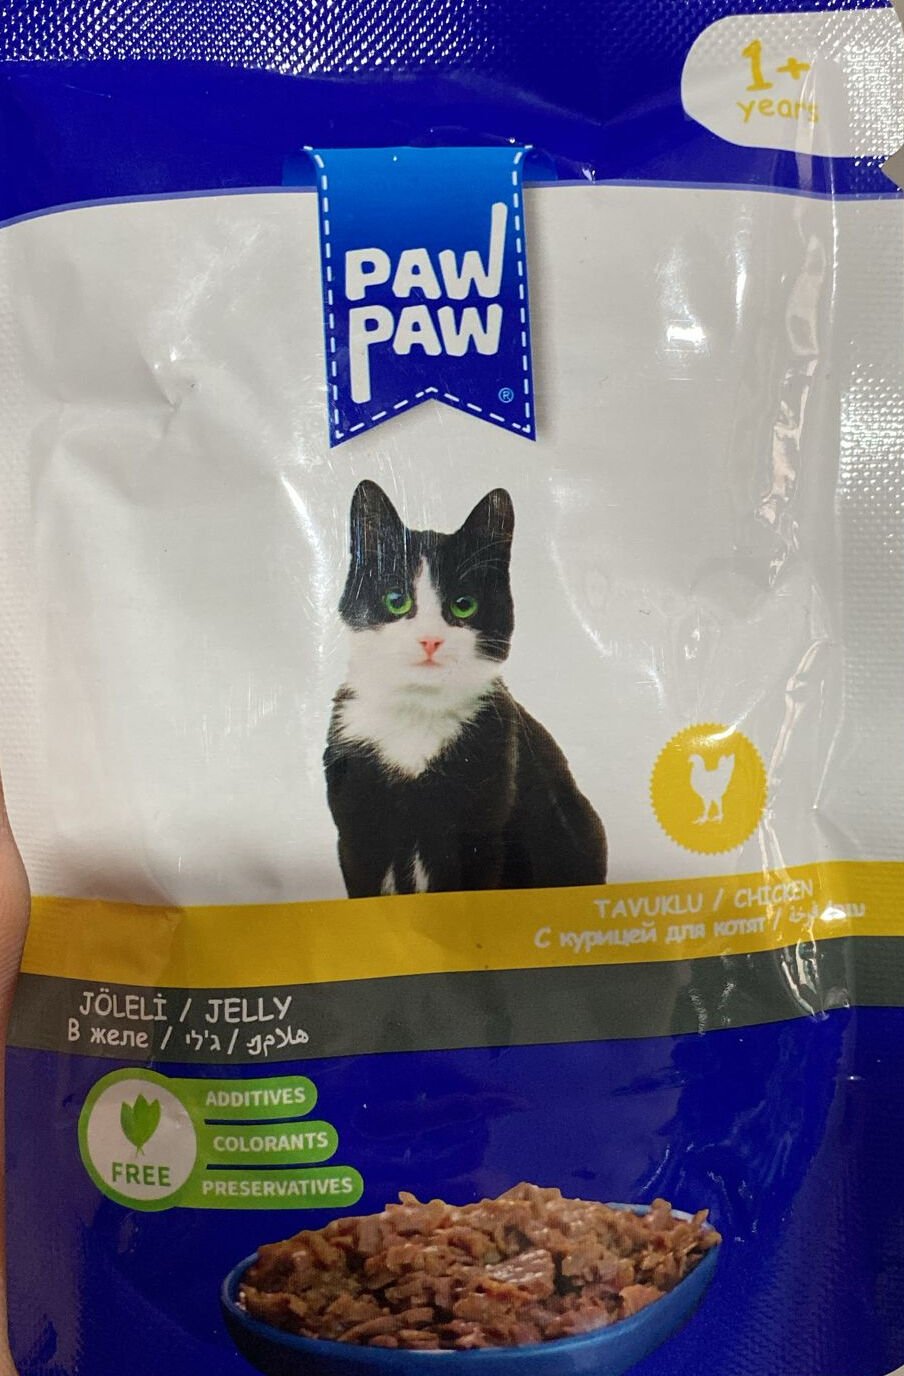 1+
years
PAW
PAW
®
TAVUKLU / CHICKEN
С курицей для котят /
JÖLELİ / JELLY
В желе / ג'לי / هلامي
ADDITIVES
COLORANTS
FREE
PRESERVATIVES